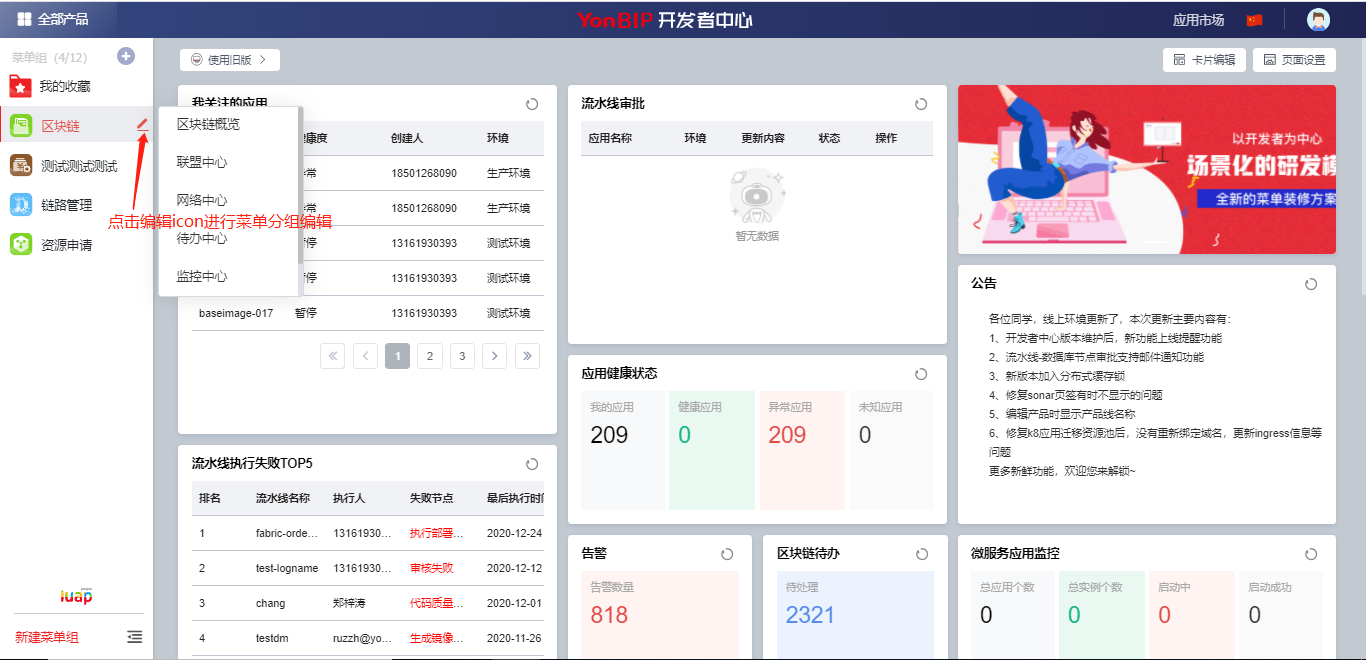 全部产品
YonBIP 开发者中心
应用市场
菜单组 (4/12)
我的收藏
区块链
测试测试测试
链路管理
资源申请
iuap
新建菜单组
点击编辑icon进行菜单分组编辑
区块链概览
联盟中心
网络中心
待办中心
监控中心
使用旧版
卡片编辑
页面设置
我关注的应用
康度 创建人 环境
常 18501268090 生产环境
常 18501268090 生产环境
停 13161930393 测试环境
停 13161930393 测试环境
baseimage-017 暂停 13161930393 测试环境
« < 1 2 3 > »
流水线执行失败TOP5
排名 流水线名称 执行人 失败节点 最后执行时
1 fabric-orde... 13161930... 执行部署... 2020-12-24
2 test-logname 13161930... 审核失败 2020-12-12
3 chang 郑梓涛 代码质量... 2020-12-01
4 testdm ruzzh@yo... 生成镜像... 2020-11-26
流水线审批
应用名称 环境 更新内容 状态 操作
暂无数据
应用健康状态
我的应用 健康应用 异常应用 未知应用
209 0 209 0
告警
告警数量
818
区块链待办
待处理
2321
以开发者为中心
场景化的研发模
全新的菜单装修方案
公告
各位同学，线上环境更新了，本次更新主要内容有：
1、开发者中心版本维护后，新功能上线提醒功能
2、流水线-数据库节点审批支持邮件通知功能
3、新版本加入分布式缓存锁
4、修复sonar页签有时不显示的问题
5、编辑产品时显示产品线名称
6、修复k8应用迁移资源池后，没有重新绑定域名，更新ingress信息等
问题
更多新鲜功能，欢迎您来解锁~
微服务应用监控
总应用个数 总实例个数 启动中 启动成功
0 0 0 0